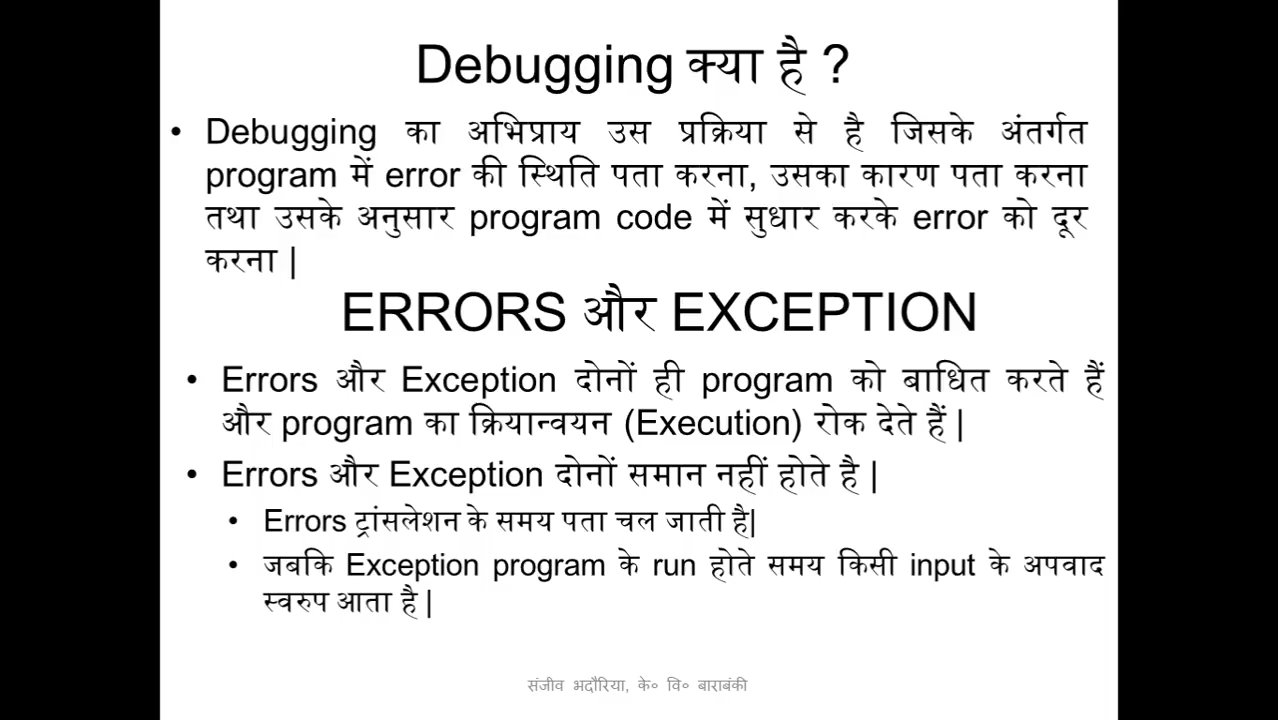 Debugging क्या है ?
• Debugging का अभिप्राय उस प्रक्रिया से है जिसके अंतर्गत
program में error की स्थिति पता करना, उसका कारण पता करना
तथा उसके अनुसार program code में सुधार करके error को दूर
करना |
ERRORS और EXCEPTION
• Errors और Exception दोनों ही program को बाधित करते हैं
और program का क्रियान्वयन (Execution) रोक देते हैं |
• Errors और Exception दोनों समान नहीं होते है |
• Errors ट्रांसलेशन के समय पता चल जाती है|
• जबकि Exception program के run होते समय किसी input के अपवाद
स्वरुप आता है |
संजीव भदौरिया, के० वि० बाराबंकी